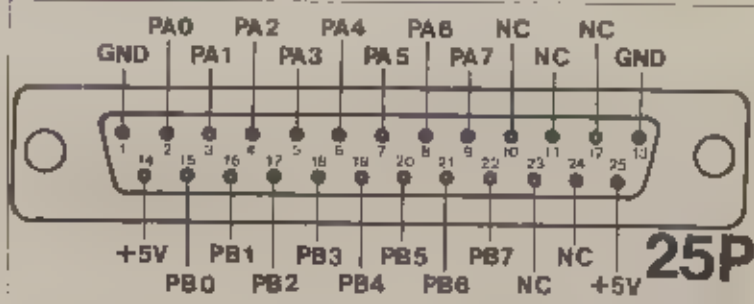 PA0 PA2 PA4 PA6 NC NC
GND PA1 PA3 PA5 PA7 NC GND
1 2 3 4 5 6 7 8 9 10 11 12 13
14 15 16 17 18 19 20 21 22 23 24 25
+5V PB1 PB3 PB5 PB7 NC
PB0 PB2 PB4 PB6 NC +5V
25P